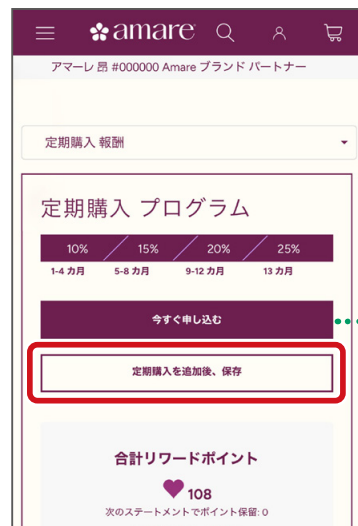 amare
アマーレ 昂 #000000 Amare ブランド パートナー
定期購入 報酬
定期購入 プログラム
10% 15% 20% 25%
1-4 カ月 5-8 カ月 9-12 カ月 13 カ月
今すぐ申し込む
定期購入を追加後、保存
合計リワードポイント
108
次のステートメントでポイント保留: 0